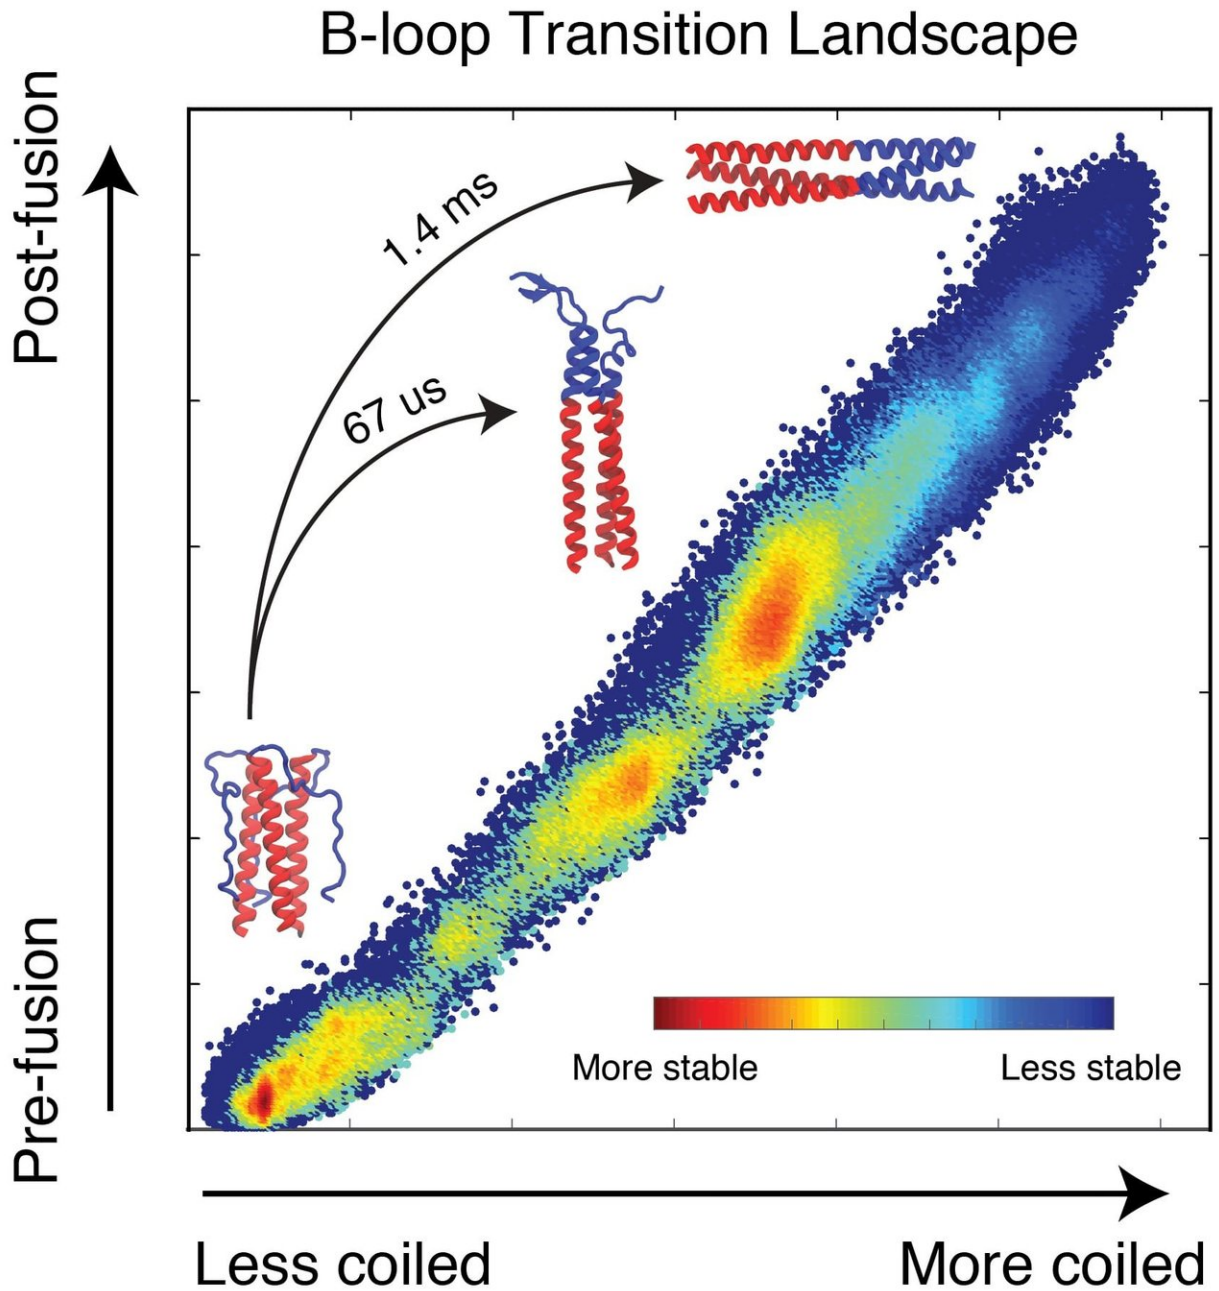 B-loop Transition Landscape
Post-fusion
Pre-fusion
1.4 ms
67 us
More stable
Less stable
Less coiled
More coiled